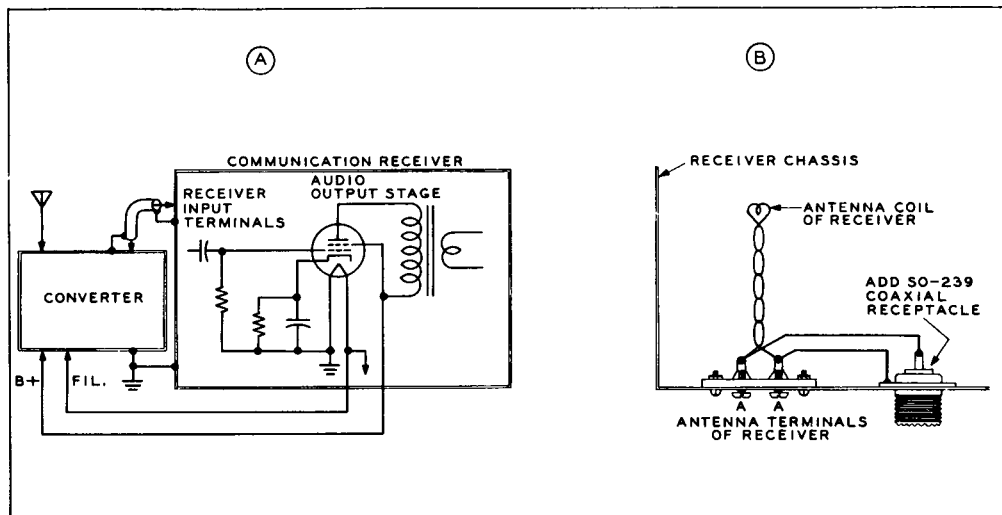 A
B
COMMUNICATION RECEIVER
AUDIO
OUTPUT STAGE
RECEIVER
INPUT
TERMINALS
CONVERTER
B+
FIL.
RECEIVER CHASSIS
ANTENNA COIL
OF RECEIVER
ADD SO-239
COAXIAL
RECEPTACLE
A A
ANTENNA TERMINALS
OF RECEIVER